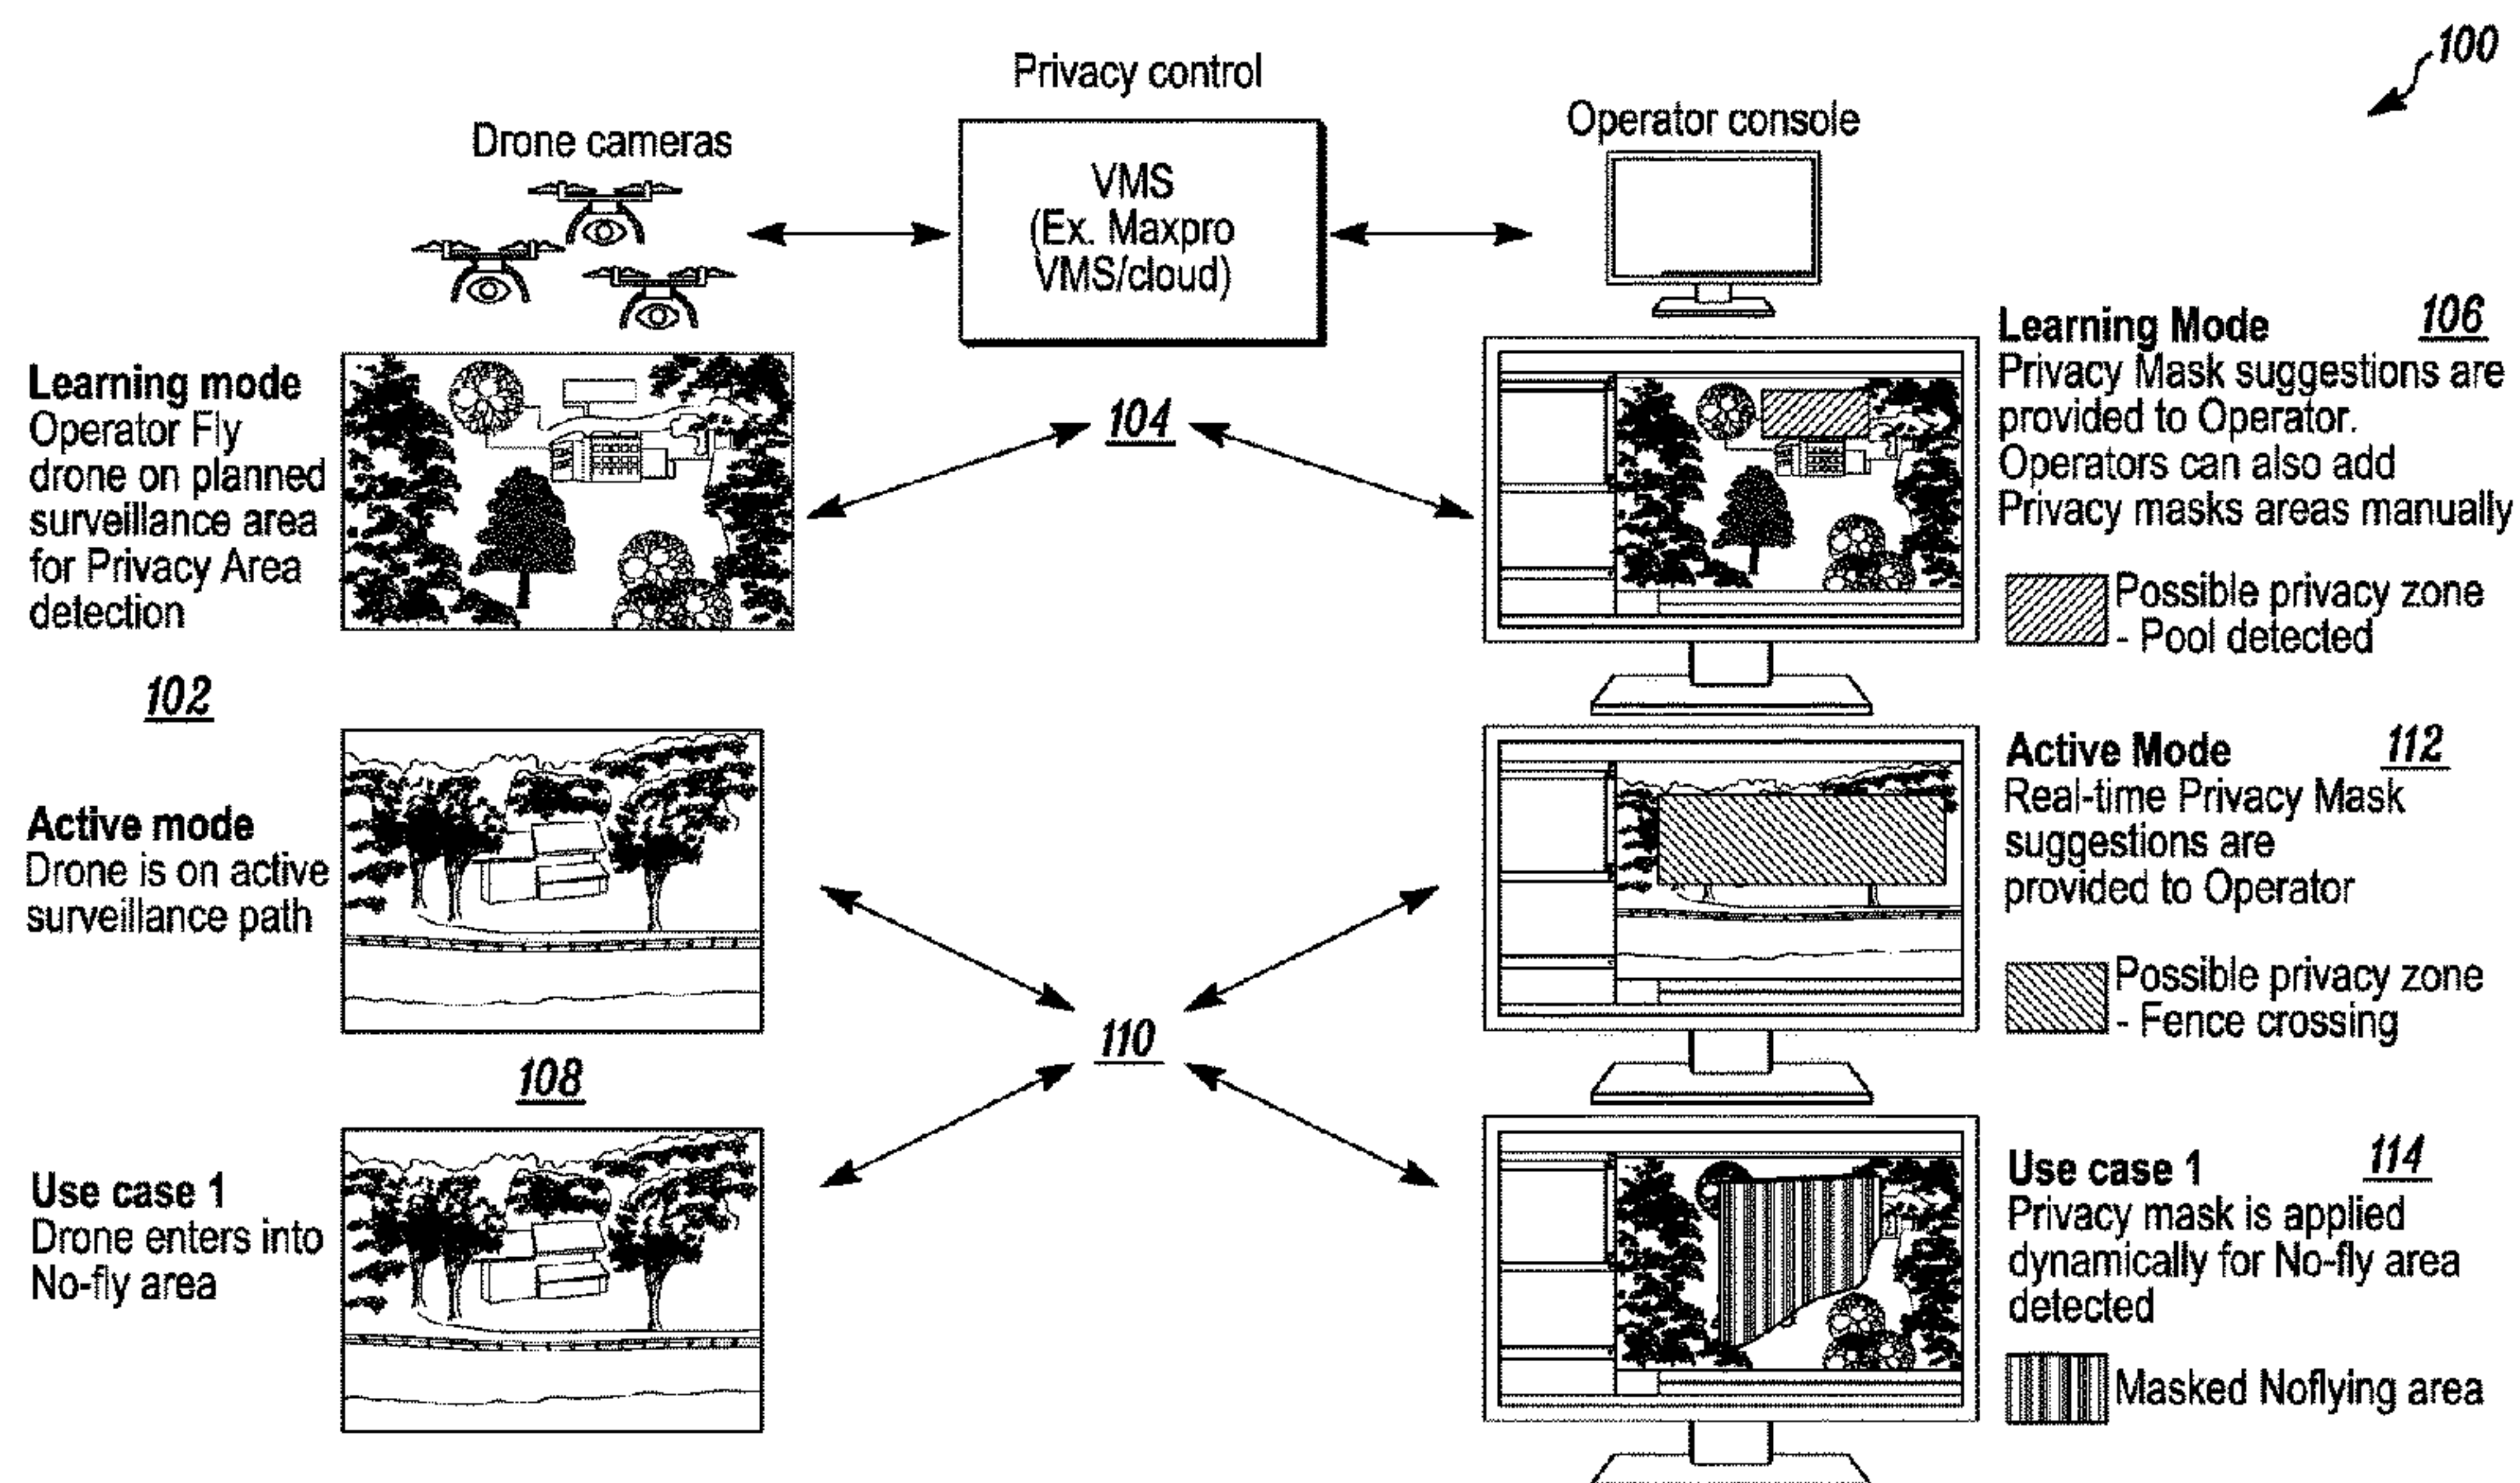 100
Privacy control
Drone cameras
Operator console
VMS
(Ex. Maxpro
VMS/cloud)
Learning mode
Operator Fly
drone on planned
surveillance area
for Privacy Area
detection
102
104
Learning Mode
106
Privacy Mask suggestions are
provided to Operator.
Operators can also add
Privacy masks areas manually
Possible privacy zone
- Pool detected
Active mode
Drone is on active
surveillance path
108
110
Active Mode
112
Real-time Privacy Mask
suggestions are
provided to Operator
Possible privacy zone
- Fence crossing
Use case 1
Drone enters into
No-fly area
Use case 1
114
Privacy mask is applied
dynamically for No-fly area
detected
Masked Noflying area